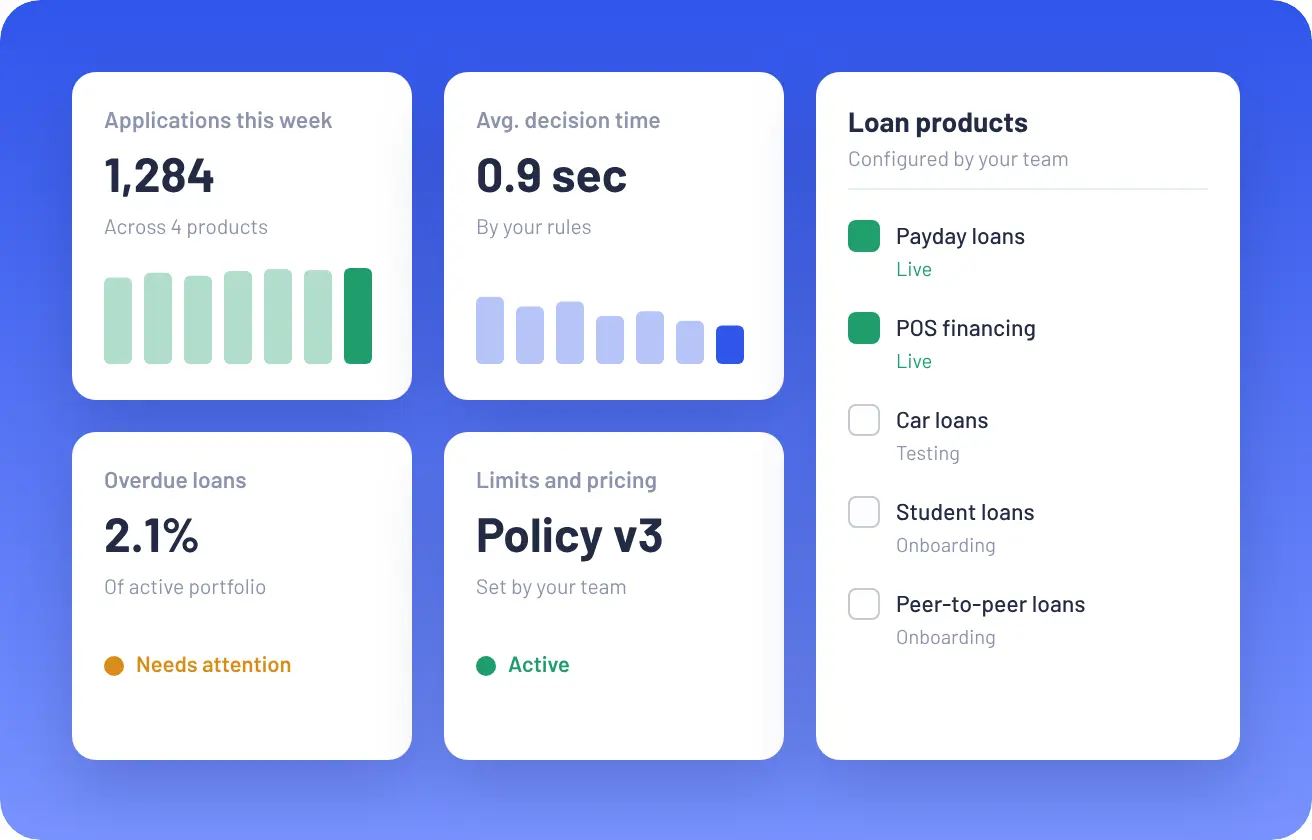 Applications this week
1,284
Across 4 products
Avg. decision time
0.9 sec
By your rules
Overdue loans
2.1%
Of active portfolio
Needs attention
Limits and pricing
Policy v3
Set by your team
Active
Loan products
Configured by your team
Payday loans
Live
POS financing
Live
Car loans
Testing
Student loans
Onboarding
Peer-to-peer loans
Onboarding